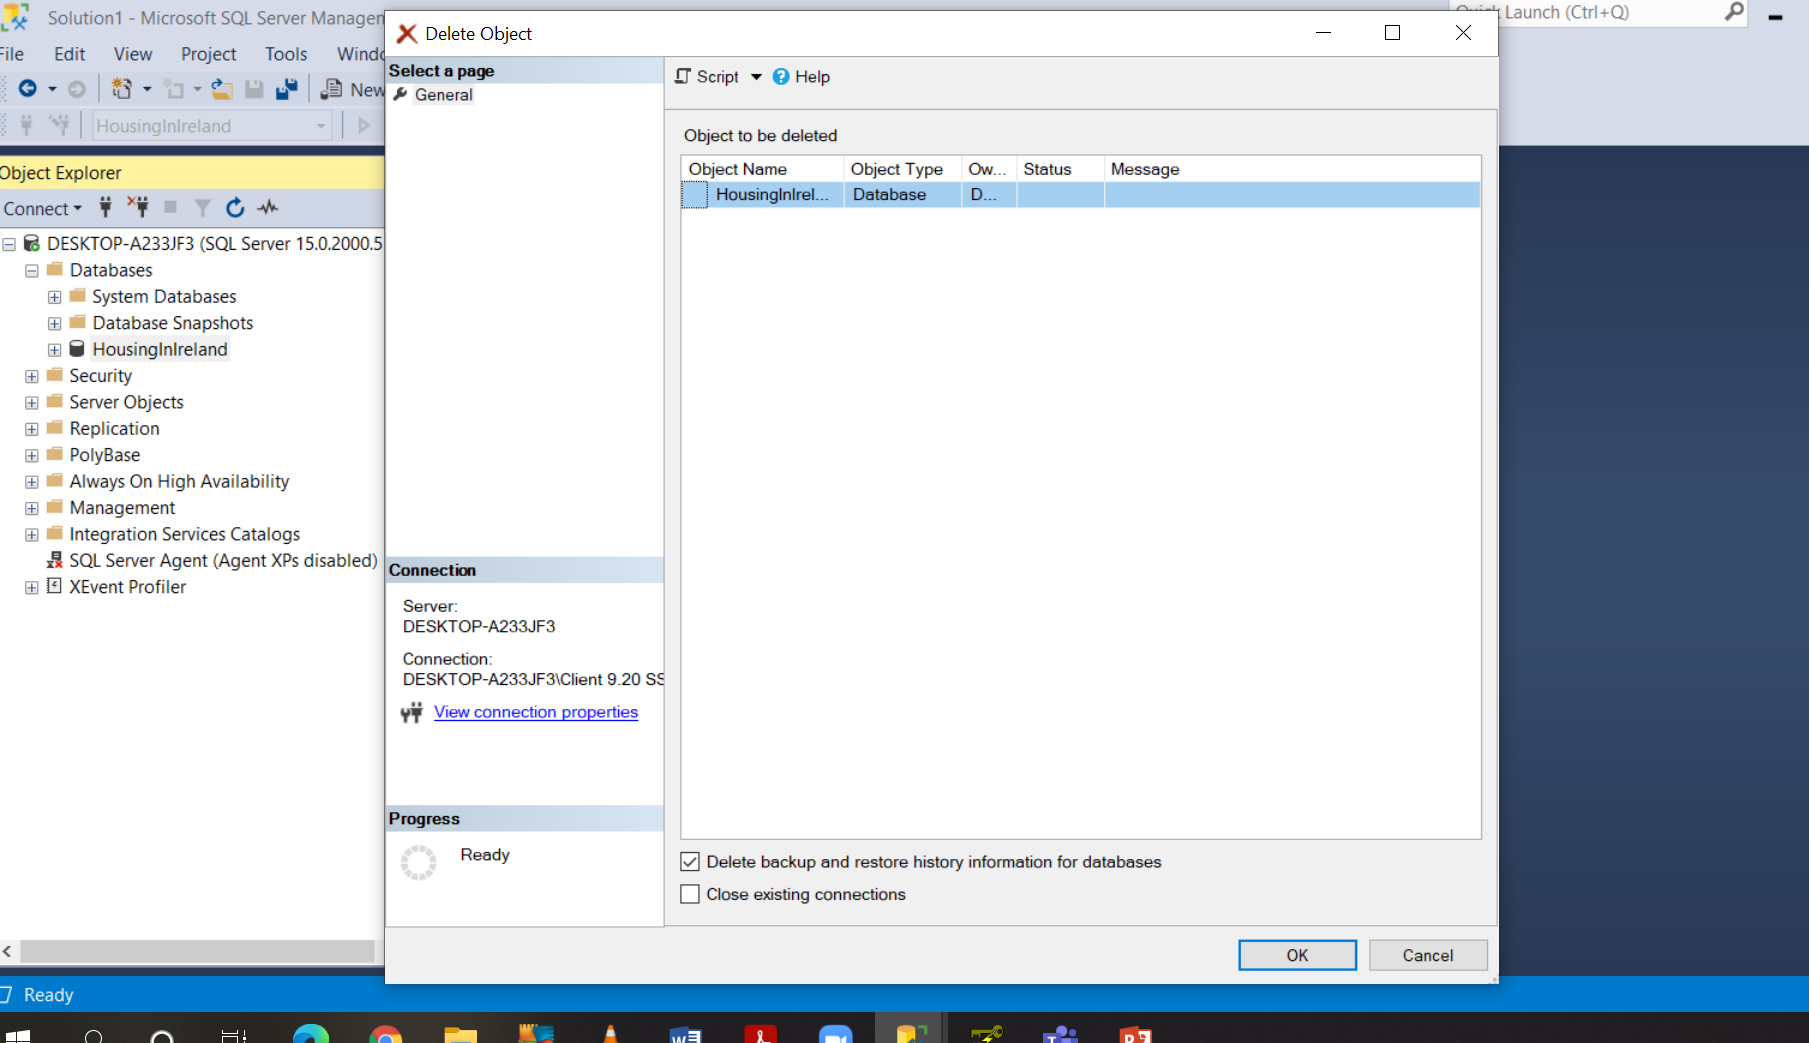 Solution1 - Microsoft SQL Server Managem
Quick Launch (Ctrl+Q)
File Edit View Project Tools Windo
New
HousingInIreland
Object Explorer
Connect
DESKTOP-A233JF3 (SQL Server 15.0.2000.5
Databases
System Databases
Database Snapshots
HousingInIreland
Security
Server Objects
Replication
PolyBase
Always On High Availability
Management
Integration Services Catalogs
SQL Server Agent (Agent XPs disabled)
XEvent Profiler
Ready
Delete Object
Select a page
General
Connection
Server:
DESKTOP-A233JF3
Connection:
DESKTOP-A233JF3\Client 9.20 SS
View connection properties
Progress
Ready
Script Help
Object to be deleted
Object Name Object Type Ow... Status Message
HousingInIrel... Database D...
Delete backup and restore history information for databases
Close existing connections
OK Cancel